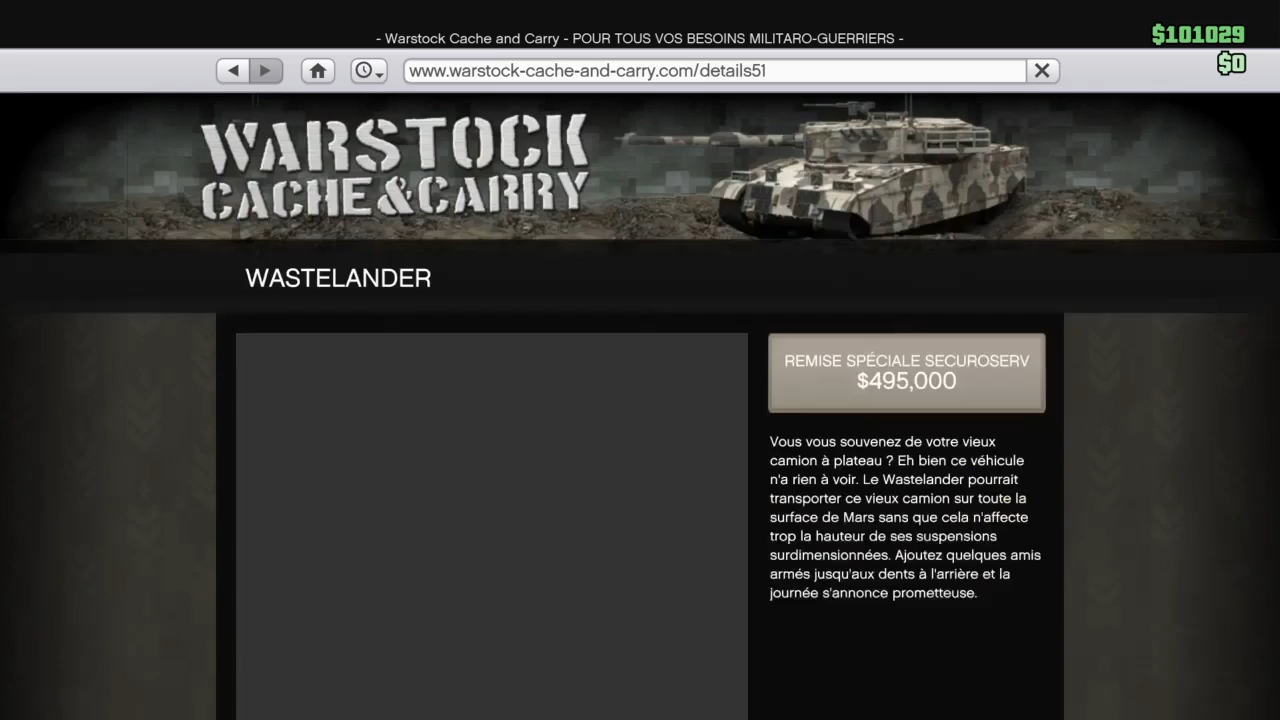 - Warstock Cache and Carry - POUR TOUS VOS BESOINS MILITARO-GUERRIERS -
$101029
$0
www.warstock-cache-and-carry.com/details51
WARSTOCK
CACHE&CARRY
WASTELANDER
REMISE SPÉCIALE SECUROSERV
$495,000
Vous vous souvenez de votre vieux
camion à plateau ? Eh bien ce véhicule
n'a rien à voir. Le Wastelander pourrait
transporter ce vieux camion sur toute la
surface de Mars sans que cela n'affecte
trop la hauteur de ses suspensions
surdimensionnées. Ajoutez quelques amis
armés jusqu'aux dents à l'arrière et la
journée s'annonce prometteuse.